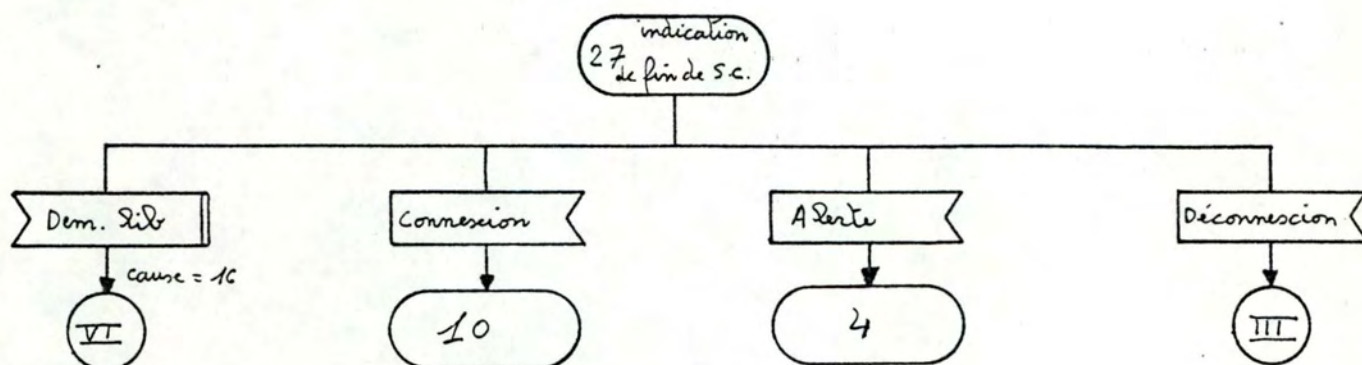 indication
27 de fin de s.c.
Dem. lib
Connexion
Alerte
Déconnexion
cause = 16
VI
10
4
III